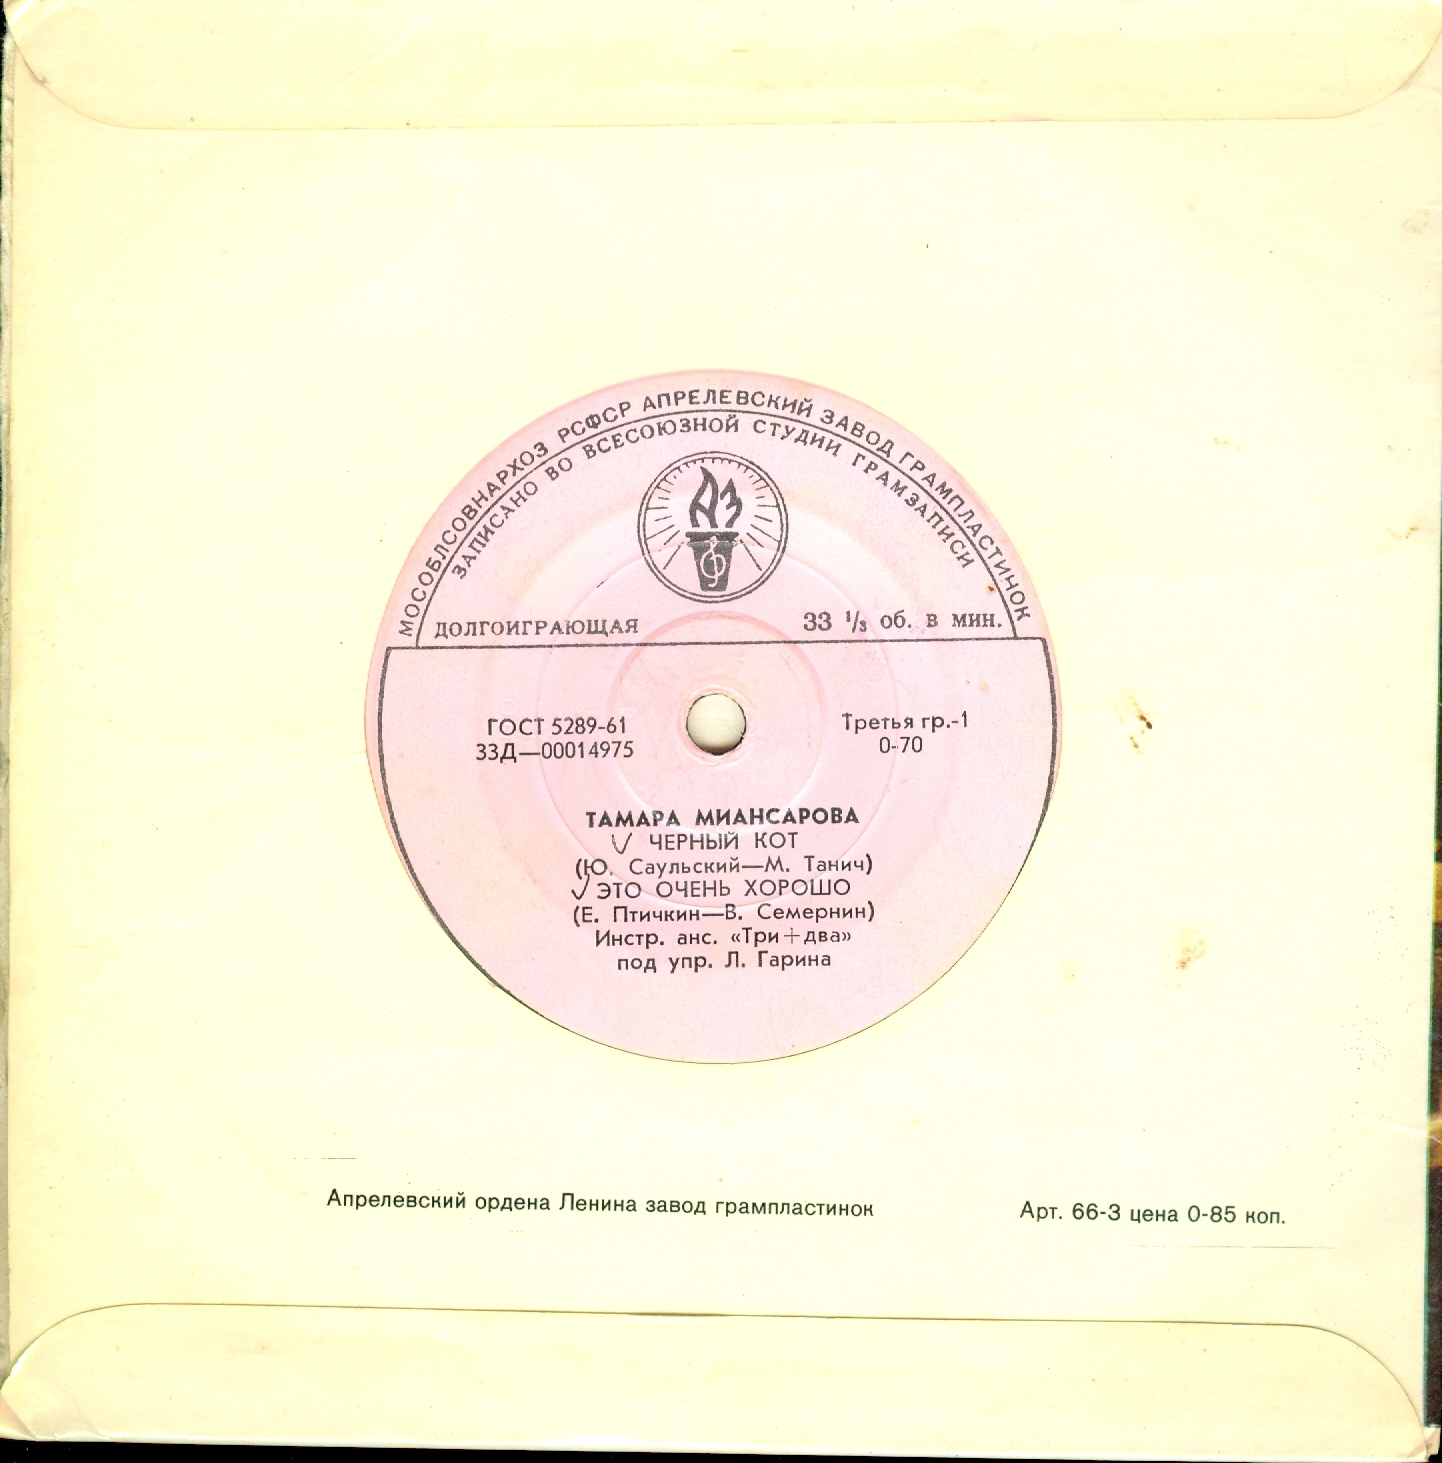 МОСОБЛСОВНАРХОЗ РСФСР АПРЕЛЕВСКИЙ ЗАВОД ГРАМПЛАСТИНОК
ЗАПИСАНО ВО ВСЕСОЮЗНОЙ СТУДИИ ГРАМЗАПИСИ
АЗ
ДОЛГОИГРАЮЩАЯ 33 1/3 об. в мин.
ГОСТ 5289-61 Третья гр.-1
33Д—00014975 0-70
ТАМАРА МИАНСАРОВА
ЧЕРНЫЙ КОТ
(Ю. Саульский—М. Танич)
ЭТО ОЧЕНЬ ХОРОШО
(Е. Птичкин—В. Семернин)
Инстр. анс. «Три+два»
под упр. Л. Гарина
Апрелевский ордена Ленина завод грампластинок Арт. 66-3 цена 0-85 коп.